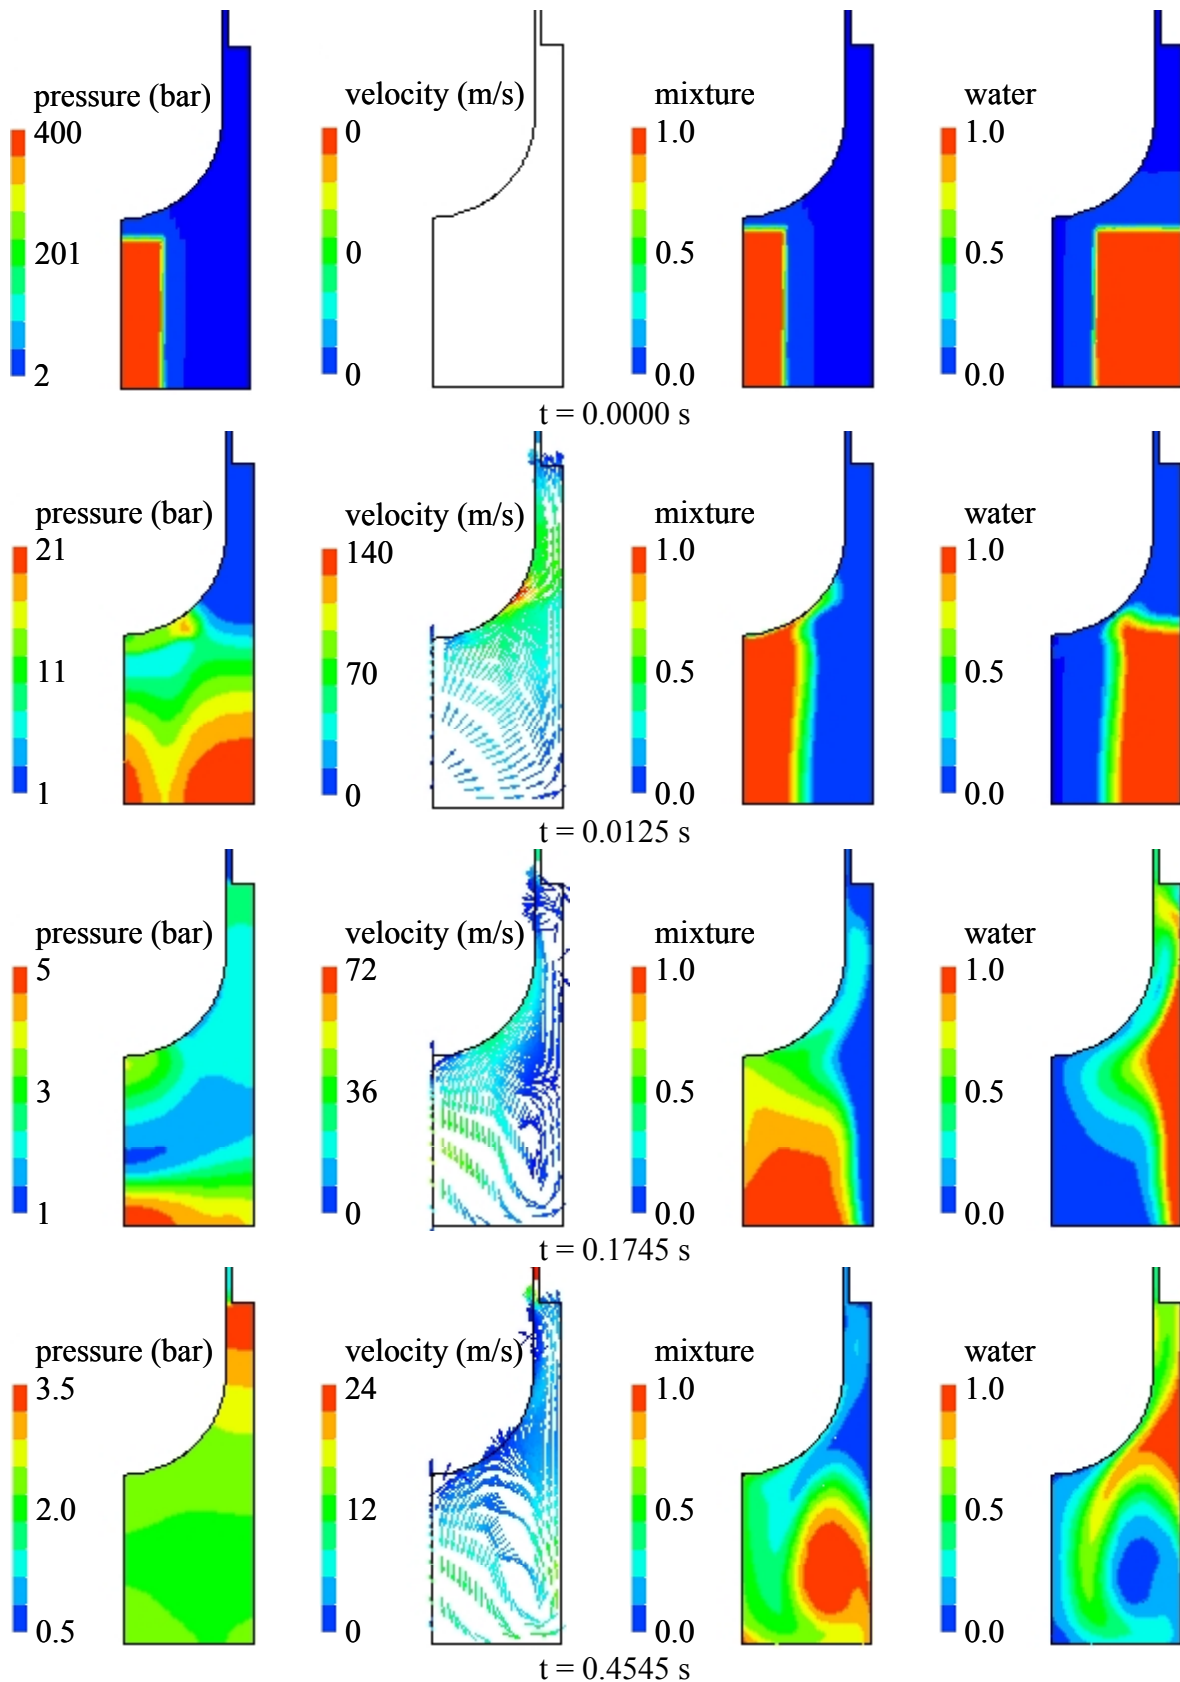 pressure (bar) velocity (m/s) mixture water
400 0 1.0 1.0
201 0 0.5 0.5
2 0 0.0 0.0
t = 0.0000 s
pressure (bar) velocity (m/s) mixture water
21 140 1.0 1.0
11 70 0.5 0.5
1 0 0.0 0.0
t = 0.0125 s
pressure (bar) velocity (m/s) mixture water
5 72 1.0 1.0
3 36 0.5 0.5
1 0 0.0 0.0
t = 0.1745 s
pressure (bar) velocity (m/s) mixture water
3.5 24 1.0 1.0
2.0 12 0.5 0.5
0.5 0 0.0 0.0
t = 0.4545 s